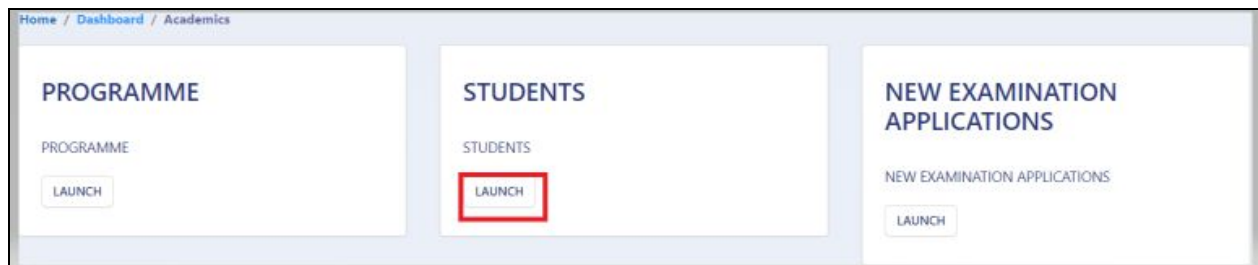 Home / Dashboard / Academics
PROGRAMME
PROGRAMME
LAUNCH
STUDENTS
STUDENTS
LAUNCH
NEW EXAMINATION
APPLICATIONS
NEW EXAMINATION APPLICATIONS
LAUNCH